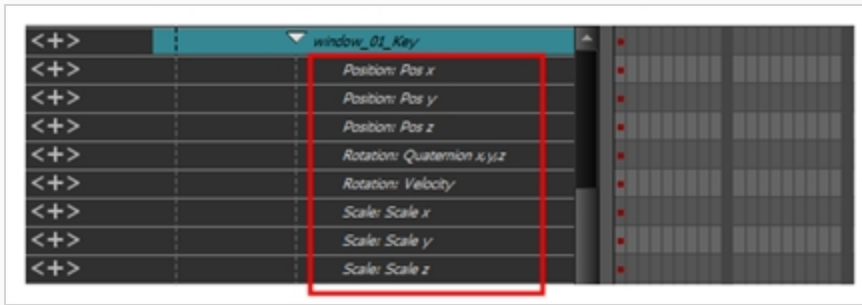 <+> window_01_Key
<+> Position: Pos x
<+> Position: Pos y
<+> Position: Pos z
<+> Rotation: Quaternion x,y,z
<+> Rotation: Velocity
<+> Scale: Scale x
<+> Scale: Scale y
<+> Scale: Scale z